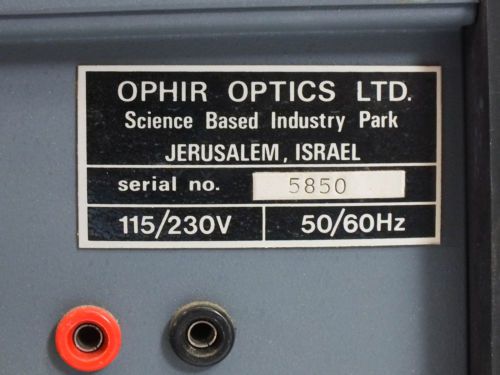 OPHIR OPTICS LTD.
Science Based Industry Park
JERUSALEM, ISRAEL
serial no. 5850
115/230V 50/60Hz